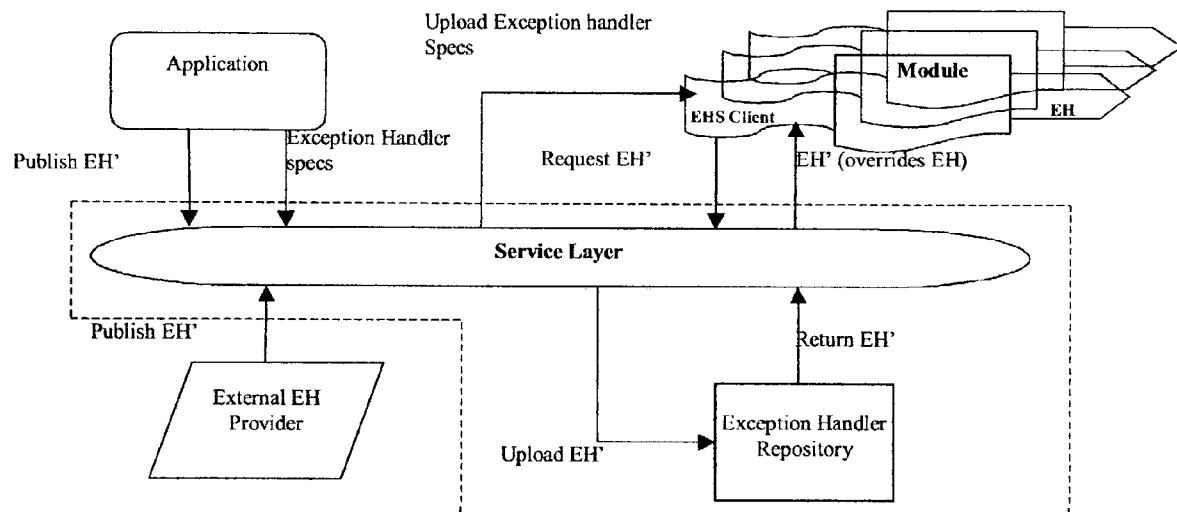 Upload Exception handler
Specs
Application
Module
EHS Client
EH
Publish EH’
Exception Handler
specs
Request EH’
EH’ (overrides EH)
Service Layer
Publish EH’
Return EH’
External EH
Provider
Upload EH’
Exception Handler
Repository